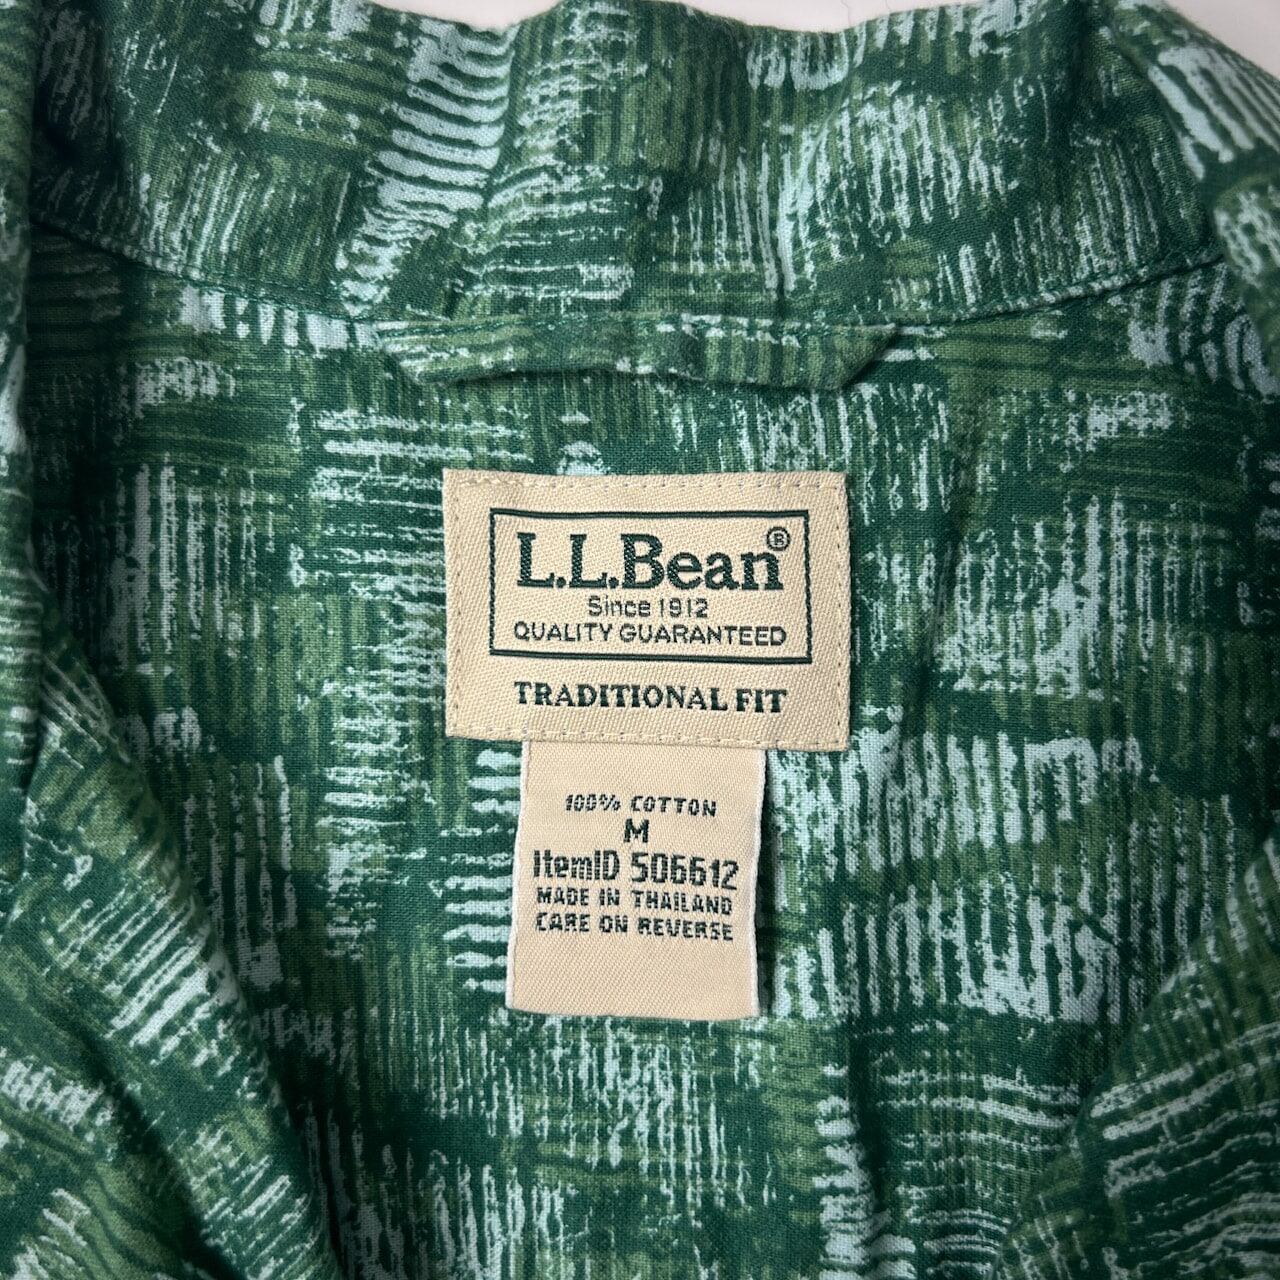 L.L.Bean®
Since 1912
QUALITY GUARANTEED
TRADITIONAL FIT
100% COTTON
M
ItemID 506612
MADE IN THAILAND
CARE ON REVERSE